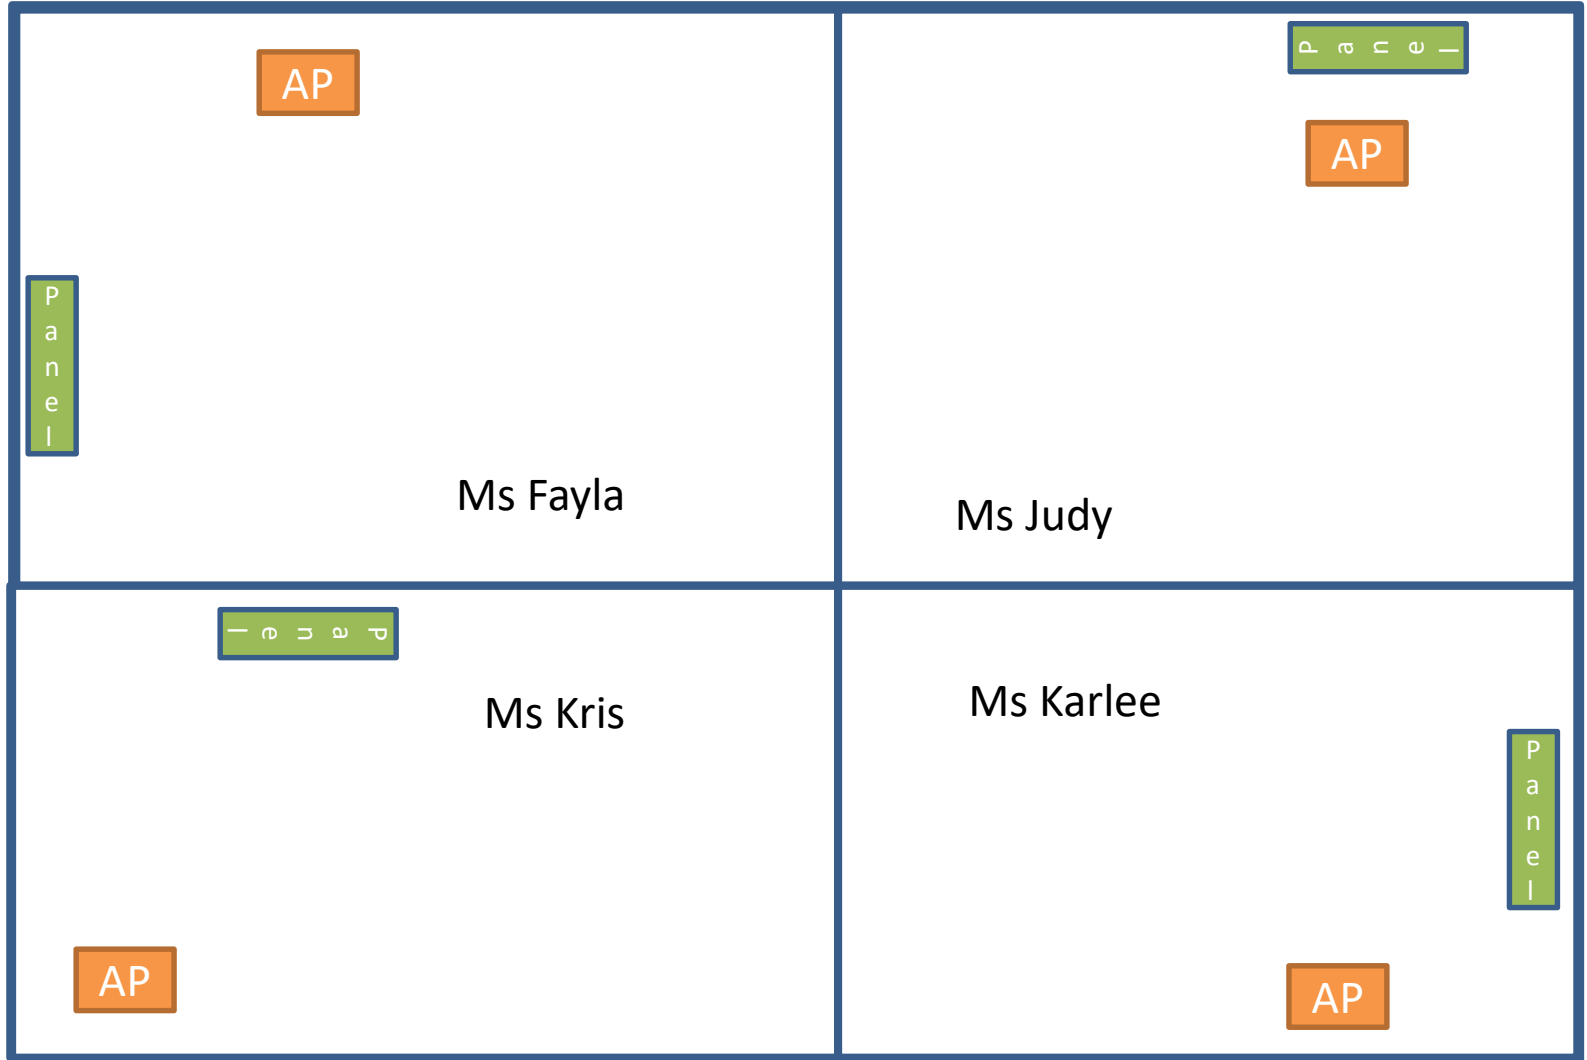 AP
Panel
Ms Fayla
Panel
AP
Ms Judy
Panel
Ms Kris
AP
Ms Karlee
Panel
AP